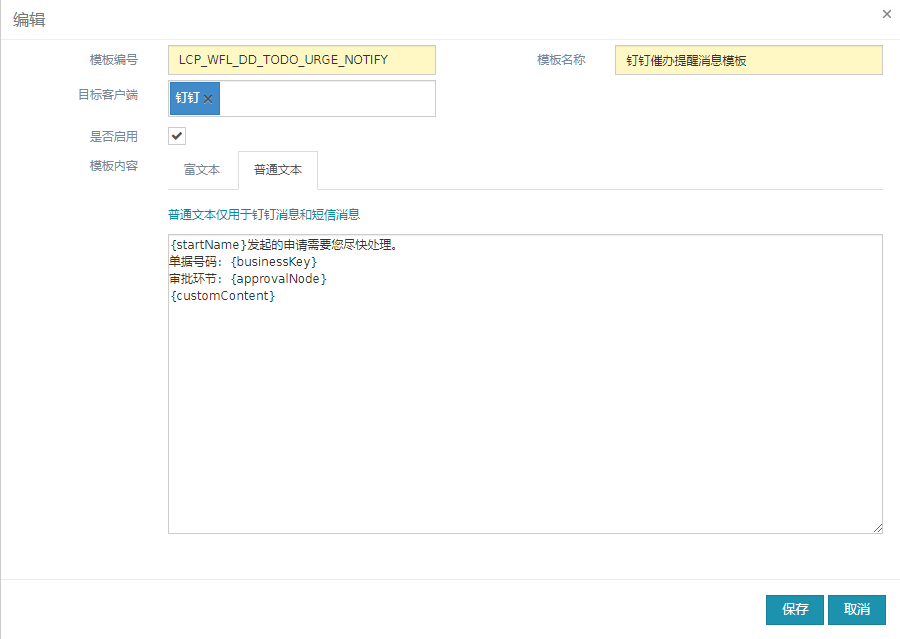 编辑
模板编号 LCP_WFL_DD_TODO_URGE_NOTIFY 模板名称 钉钉催办提醒消息模板
目标客户端 钉钉
是否启用
模板内容 富文本 普通文本
普通文本仅用于钉钉消息和短信消息
{startName}发起的申请需要您尽快处理。
单据号码：{businessKey}
审批环节：{approvalNode}
{customContent}
保存 取消